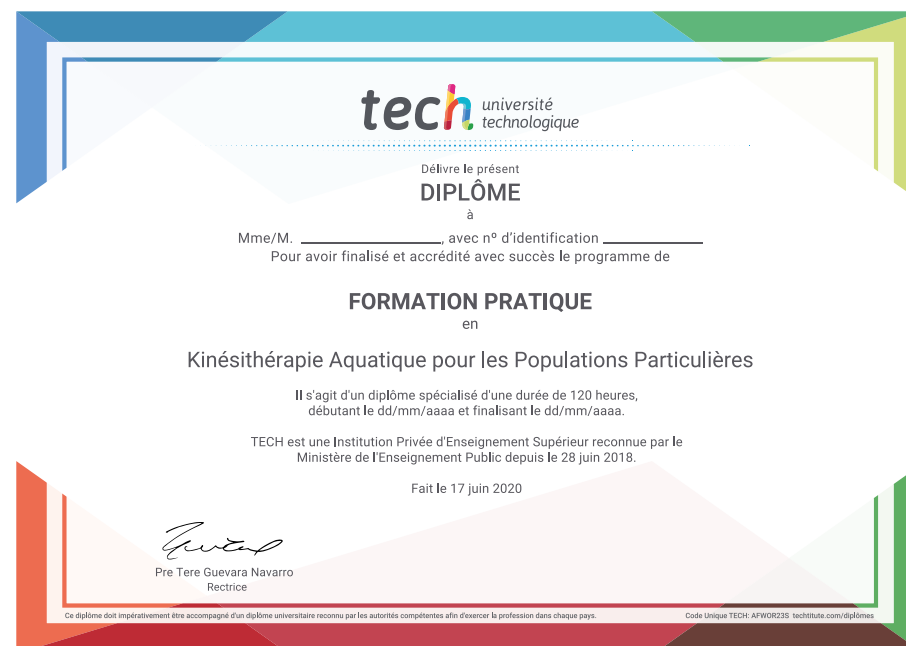 tech université
technologique
Délivre le présent
DIPLÔME
à
Mme/M. ____________________, avec nº d'identification ______________
Pour avoir finalisé et accrédité avec succès le programme de
FORMATION PRATIQUE
en
Kinésithérapie Aquatique pour les Populations Particulières
Il s'agit d'un diplôme spécialisé d'une durée de 120 heures,
débutant le dd/mm/aaaa et finalisant le dd/mm/aaaa.
TECH est une Institution Privée d'Enseignement Supérieur reconnue par le
Ministère de l'Enseignement Public depuis le 28 juin 2018.
Fait le 17 juin 2020
Pre Tere Guevara Navarro
Rectrice
Ce diplôme doit impérativement être accompagné d'un diplôme universitaire reconnu par les autorités compétentes afin d'exercer la profession dans chaque pays.
Code Unique TECH: AFWOR23S techtitute.com/diplômes